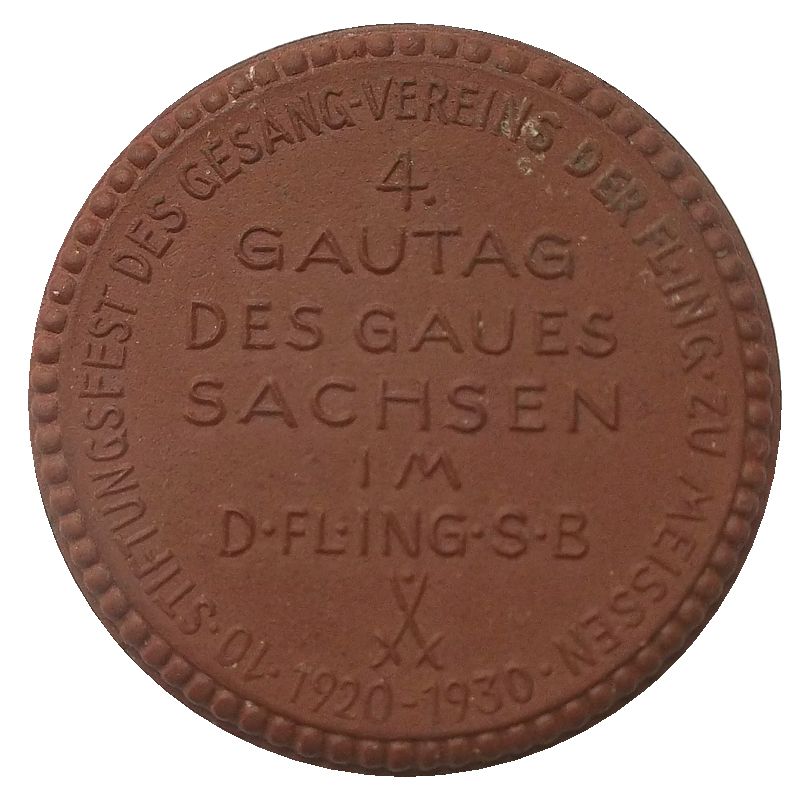 10. STIFTUNGSFEST DES GESANG-VEREINS DER FL·ING· ZU MEISSEN · 1920-1930 ·
4.
GAUTAG
DES GAUES
SACHSEN
IM
D·FL·ING·S·B